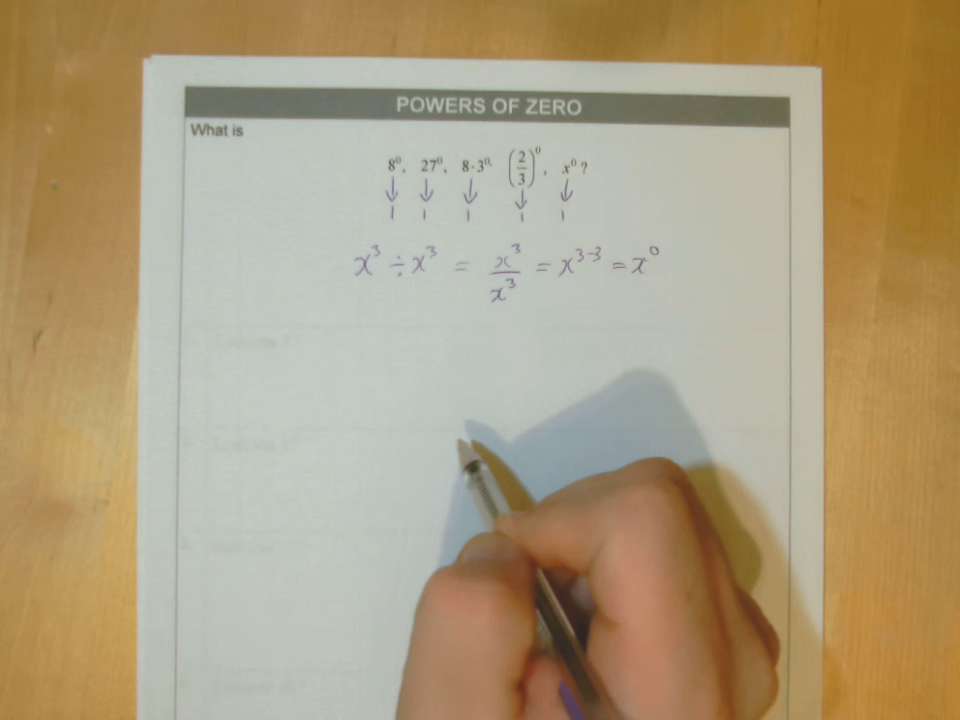 POWERS OF ZERO
What is
8⁰, 27⁰, 8·3⁰, (2/3)⁰, x⁰ ?
↓ ↓ ↓ ↓ ↓
1 1 1 1 1
x³ ÷ x³ = x³/x³ = x³⁻³ = x⁰